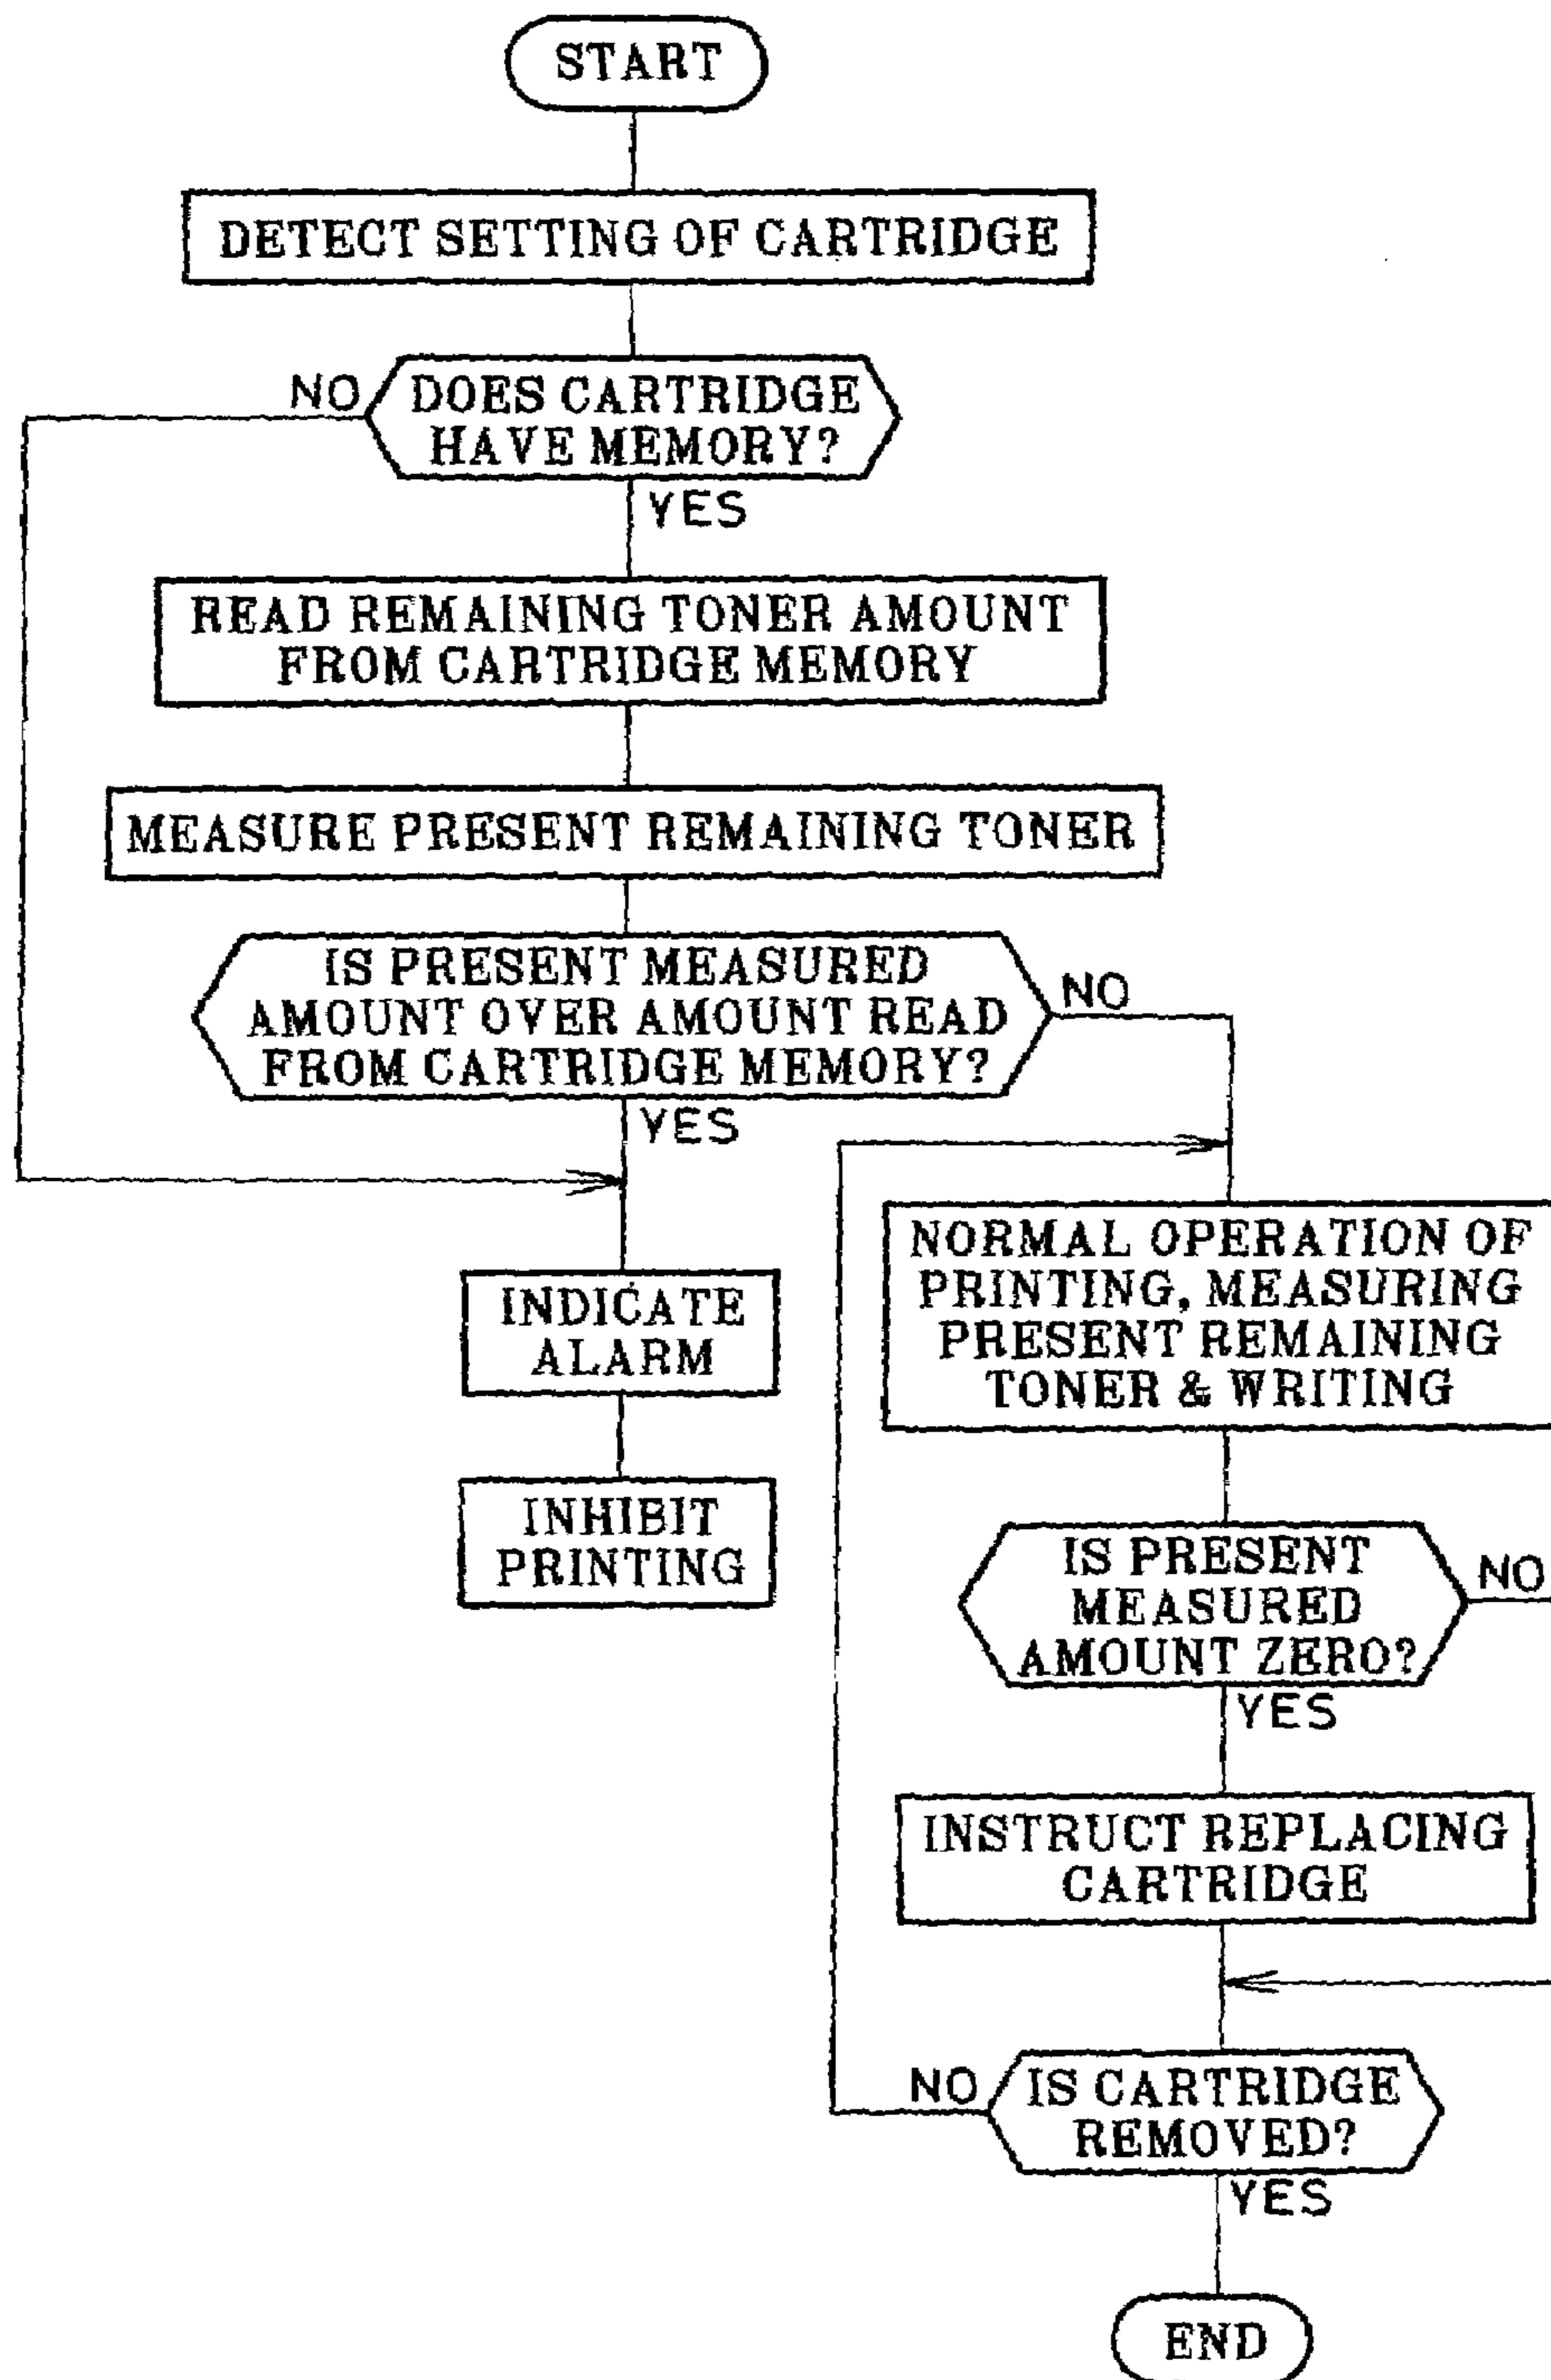 START
DETECT SETTING OF CARTRIDGE
NO
DOES CARTRIDGE
HAVE MEMORY?
YES
READ REMAINING TONER AMOUNT
FROM CARTRIDGE MEMORY
MEASURE PRESENT REMAINING TONER
IS PRESENT MEASURED
AMOUNT OVER AMOUNT READ
FROM CARTRIDGE MEMORY?
NO
YES
INDICATE
ALARM
INHIBIT
PRINTING
NORMAL OPERATION OF
PRINTING, MEASURING
PRESENT REMAINING
TONER & WRITING
IS PRESENT
MEASURED
AMOUNT ZERO?
NO
YES
INSTRUCT REPLACING
CARTRIDGE
NO
IS CARTRIDGE
REMOVED?
YES
END